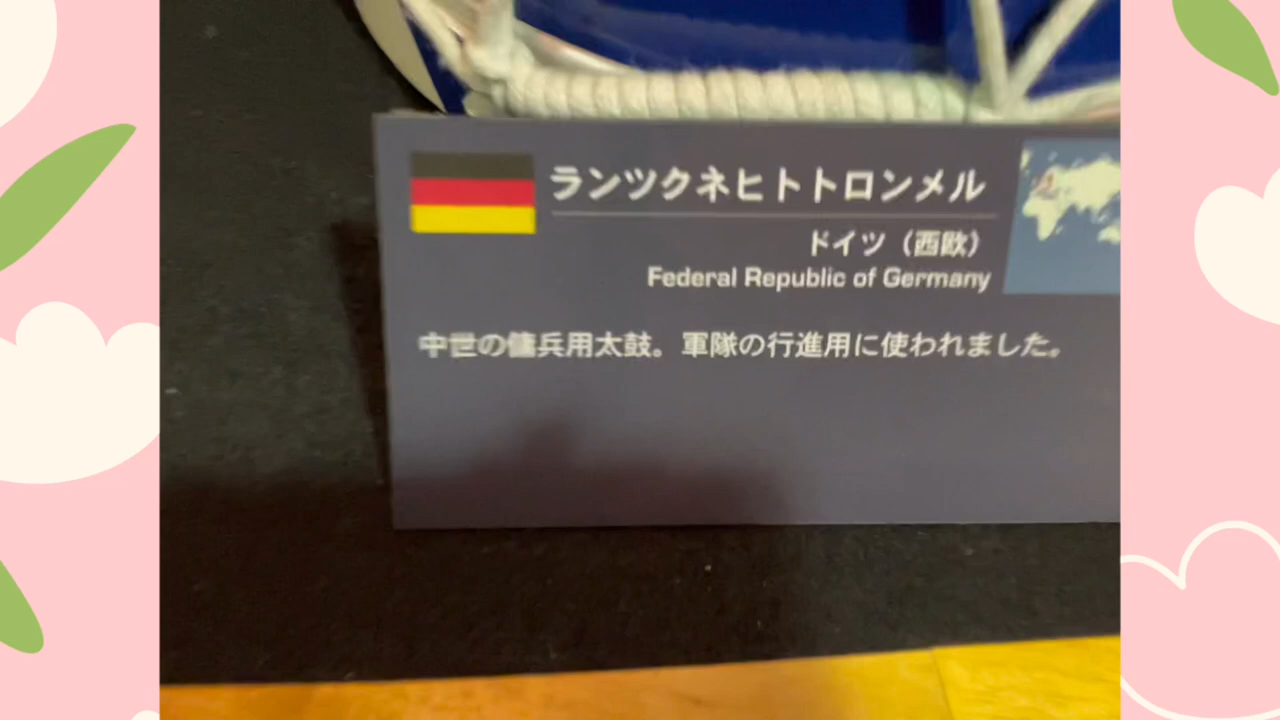 ランツクネヒトトロンメル
ドイツ（西欧）
Federal Republic of Germany
中世の傭兵用太鼓。軍隊の行進用に使われました。